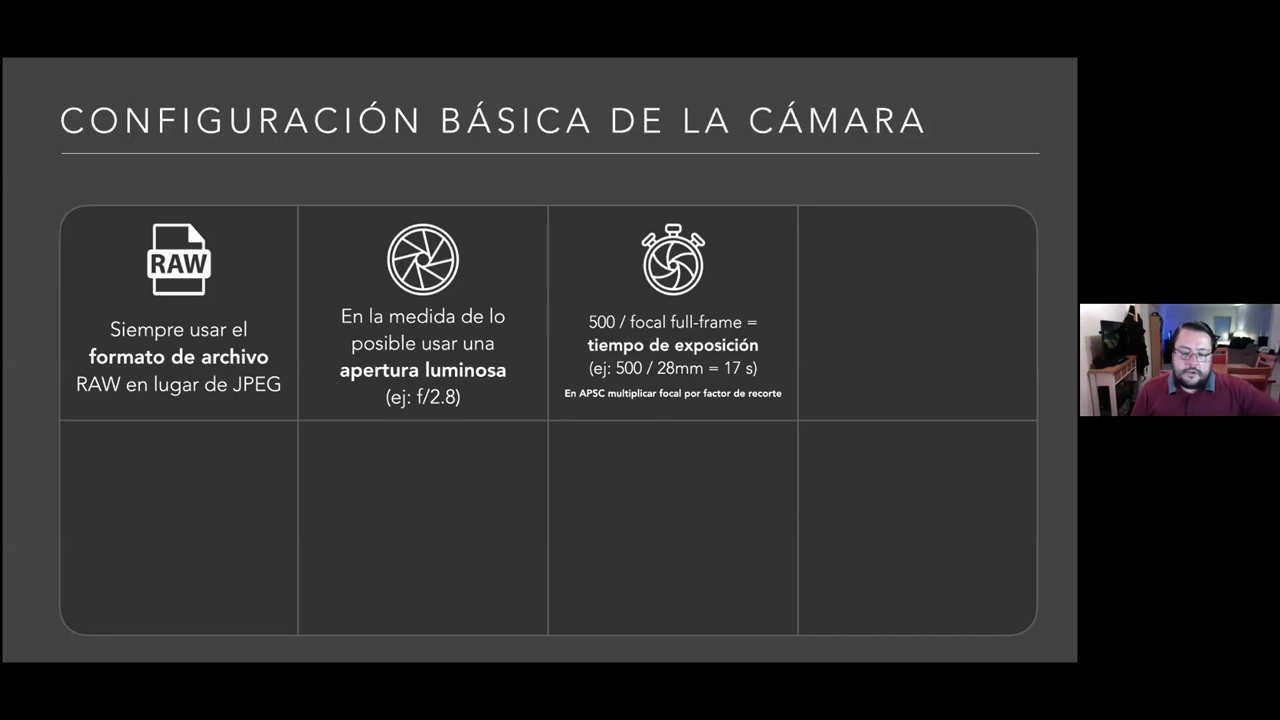 CONFIGURACIÓN BÁSICA DE LA CÁMARA
RAW
Siempre usar el
formato de archivo
RAW en lugar de JPEG
En la medida de lo
posible usar una
apertura luminosa
(ej: f/2.8)
500 / focal full-frame =
tiempo de exposición
(ej: 500 / 28mm = 17 s)
En APSC multiplicar focal por factor de recorte